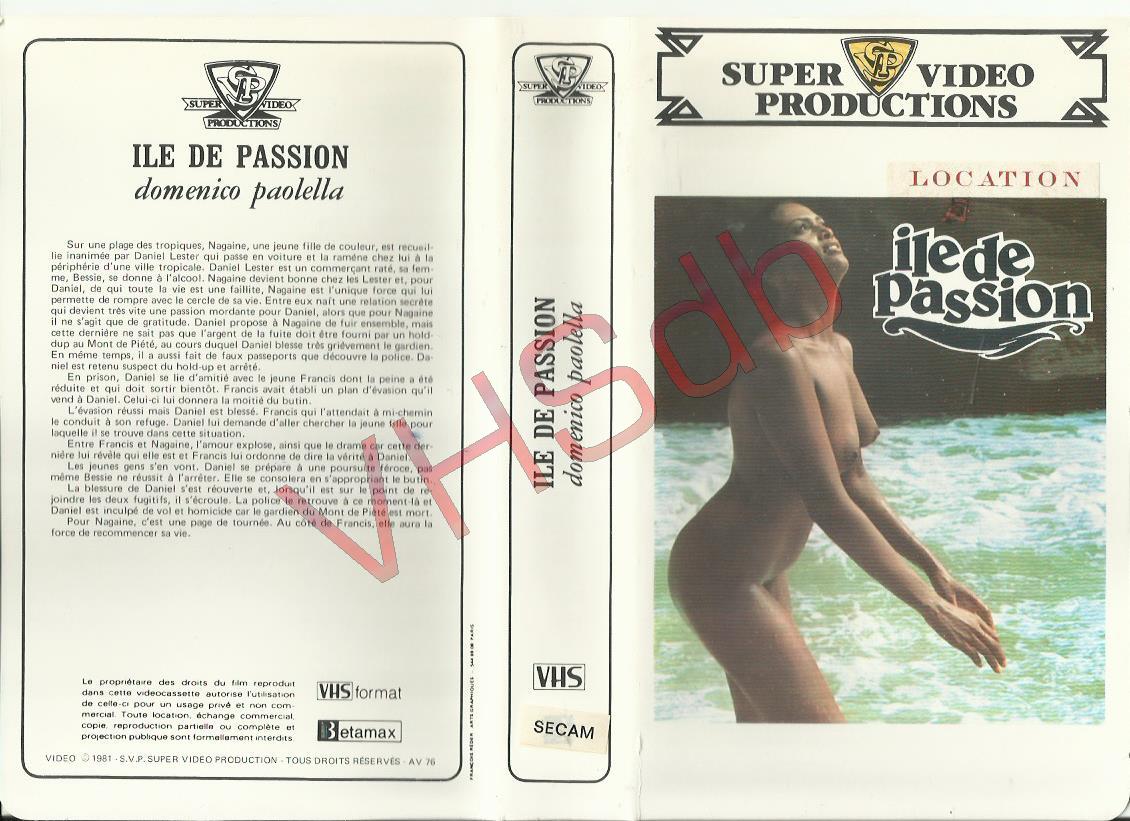 SVP
SUPER VIDEO
PRODUCTIONS
ILE DE PASSION
domenico paolella
Sur une plage des tropiques, Nagaine, une jeune fille de couleur, est recueil-
lie inanimée par Daniel Lester qui passe en voiture et la ramène chez lui à la
périphérie d'une ville tropicale. Daniel Lester est un commerçant raté, sa fem-
me, Bessie, se donne à l'alcool. Nagaine devient bonne chez les Lester et, pour
Daniel, de qui toute la vie est une faillite, Nagaine est l'unique force qui lui
permette de rompre avec le cercle de sa vie. Entre eux naît une relation secrète
qui devient très vite une passion mordante pour Daniel, alors que pour Nagaine
il ne s'agit que de gratitude. Daniel propose à Nagaine de fuir ensemble, mais
cette dernière ne sait pas que l'argent de la fuite doit être fourni par un hold-
dup au Mont de Piété, au cours duquel Daniel blesse très grièvement le gardien.
En même temps, il a aussi fait de faux passeports que découvre la police. Da-
niel est retenu suspect du hold-up et arrêté.
En prison, Daniel se lie d'amitié avec le jeune Francis dont la peine a été
réduite et qui doit sortir bientôt. Francis avait établi un plan d'évasion qu'il
vend à Daniel. Celui-ci lui donnera la moitié du butin.
L'évasion réussi mais Daniel est blessé. Francis qui l'attendait à mi-chemin
le conduit à son refuge. Daniel lui demande d'aller chercher la jeune fille pour
laquelle il se trouve dans cette situation.
Entre Francis et Nagaine, l'amour explose, ainsi que le drame car cette der-
nière lui révèle qui elle est et Francis lui ordonne de dire la vérité à Daniel.
Les jeunes gens s'en vont. Daniel se prépare à une poursuite féroce, pas
même Bessie ne réussit à l'arrêter. Elle se consolera en s'appropriant le butin.
La blessure de Daniel s'est réouverte et, lorsqu'il est sur le point de re-
joindre les deux fugitifs, il s'écroule. La police le retrouve à ce moment-là et
Daniel est inculpé de vol et homicide car le gardien du Mont de Piété est mort.
Pour Nagaine, c'est une page de tournée. Au côté de Francis, elle aura la
force de recommencer sa vie.
Le propriétaire des droits du film reproduit
dans cette videocassette autorise l'utilisation
de celle-ci pour un usage privé et non com-
mercial. Toute location, échange commercial,
copie, reproduction partielle ou complète et
projection publique sont formellement interdits.
VHS format
Betamax
VIDEO © 1981 - S.V.P. SUPER VIDEO PRODUCTION - TOUS DROITS RÉSERVÉS - AV 76
FRANÇOIS RÉDER ARTS GRAPHIQUES - 544 98 08 PARIS
SVP
SUPER VIDEO
PRODUCTIONS
ILE DE PASSION
domenico paolella
VHS
SECAM
SUPER SVP VIDEO
PRODUCTIONS
LOCATION
île de
passion
VHSdb